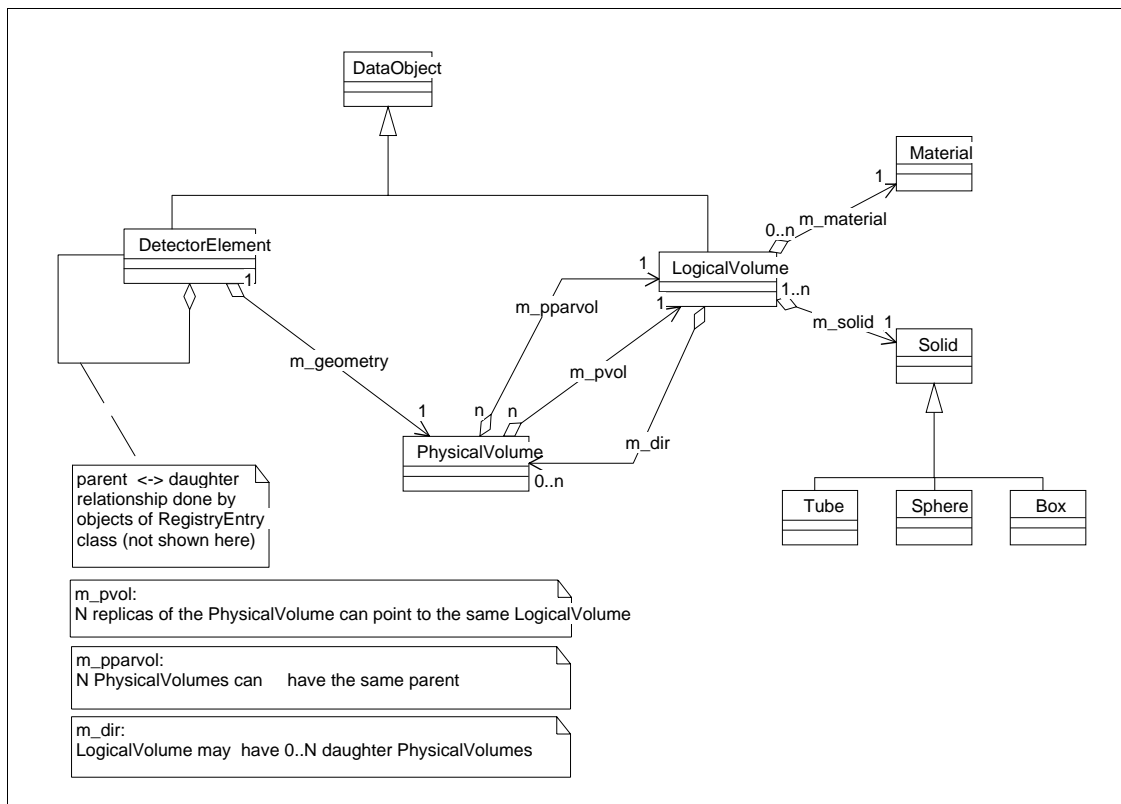 DataObject
Material
1
m_material
0..n
DetectorElement
1
LogicalVolume
1
1..n
1
m_pparvol
m_solid
1
Solid
m_geometry
m_pvol
n
n
1
m_dir
PhysicalVolume
0..n
parent <-> daughter
relationship done by
objects of RegistryEntry
class (not shown here)
Tube
Sphere
Box
m_pvol:
N replicas of the PhysicalVolume can point to the same LogicalVolume
m_pparvol:
N PhysicalVolumes can have the same parent
m_dir:
LogicalVolume may have 0..N daughter PhysicalVolumes